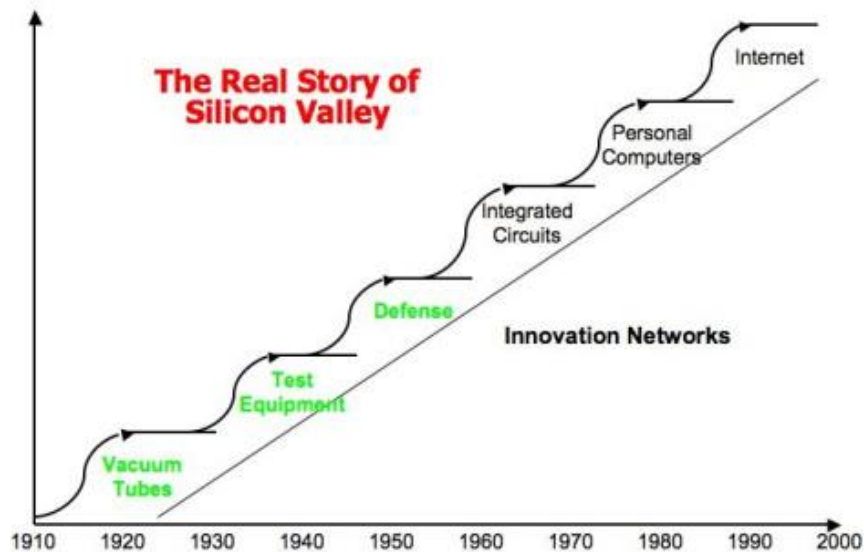 The Real Story of
Silicon Valley
Internet
Personal
Computers
Integrated
Circuits
Defense
Innovation Networks
Test
Equipment
Vacuum
Tubes
1910 1920 1930 1940 1950 1960 1970 1980 1990 2000